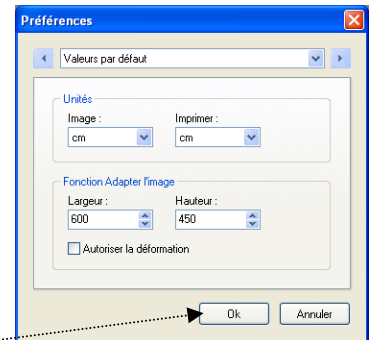 Préférences
Valeurs par défaut
Unités
Image : Imprimer :
cm cm
Fonction Adapter l'image
Largeur : Hauteur :
600 450
Autoriser la déformation
Ok Annuler